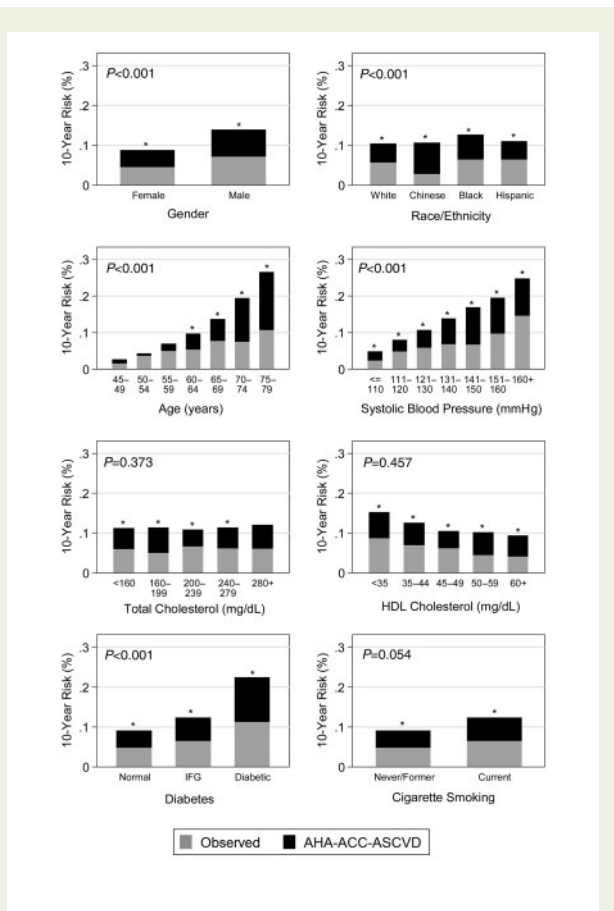 .3
P<0.001
.2
.1
0
10-Year Risk (%)
Female Male
Gender
.3
P<0.001
.2
.1
0
10-Year Risk (%)
White Chinese Black Hispanic
Race/Ethnicity
.3
P<0.001
.2
.1
0
10-Year Risk (%)
45– 50– 55– 60– 65– 70– 75–
49 54 59 64 69 74 79
Age (years)
.3
P<0.001
.2
.1
0
10-Year Risk (%)
<= 111– 121– 131– 141– 151– 160+
110 120 130 140 150 160
Systolic Blood Pressure (mmHg)
.3
P=0.373
.2
.1
0
10-Year Risk (%)
<160 160– 200– 240– 280+
199 239 279
Total Cholesterol (mg/dL)
.3
P=0.457
.2
.1
0
10-Year Risk (%)
<35 35–44 45–49 50–59 60+
HDL Cholesterol (mg/dL)
.3
P<0.001
.2
.1
0
10-Year Risk (%)
Normal IFG Diabetic
Diabetes
.3
P=0.054
.2
.1
0
10-Year Risk (%)
Never/Former Current
Cigarette Smoking
Observed AHA-ACC-ASCVD